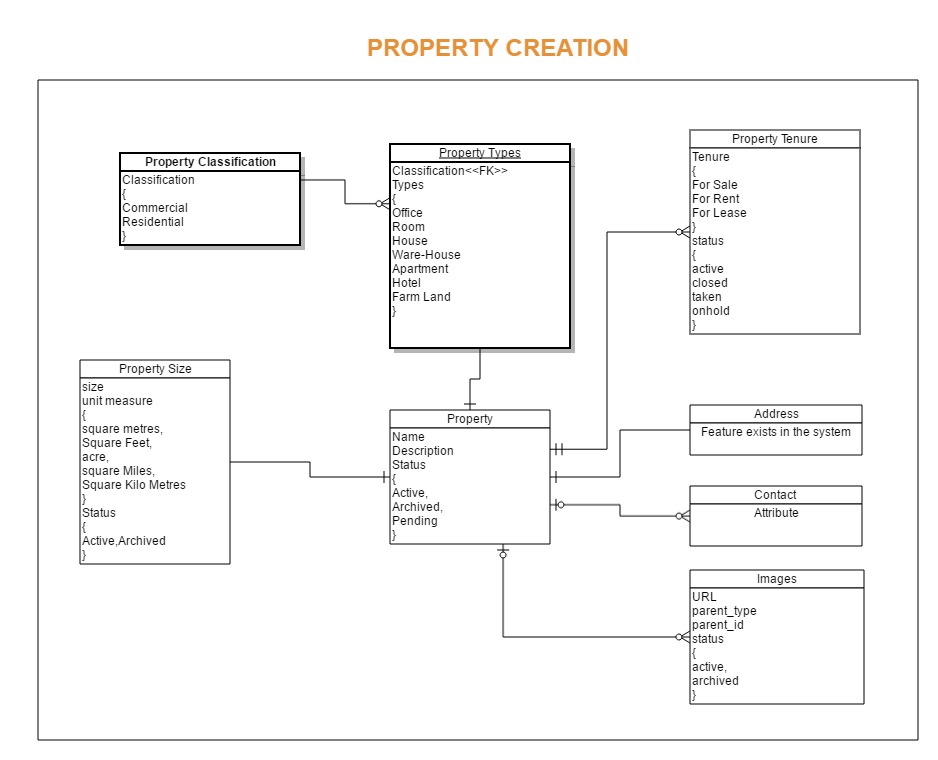 PROPERTY CREATION
Property Classification
Classification
{
Commercial
Residential
}
Property Types
Classification<<FK>>
Types
{
Office
Room
House
Ware-House
Apartment
Hotel
Farm Land
}
Property Tenure
Tenure
{
For Sale
For Rent
For Lease
}
status
{
active
closed
taken
onhold
}
Property Size
size
unit measure
{
square metres,
Square Feet,
acre,
square Miles,
Square Kilo Metres
}
Status
{
Active,Archived
}
Property
Name
Description
Status
{
Active,
Archived,
Pending
}
Address
Feature exists in the system
Contact
Attribute
Images
URL
parent_type
parent_id
status
{
active,
archived
}